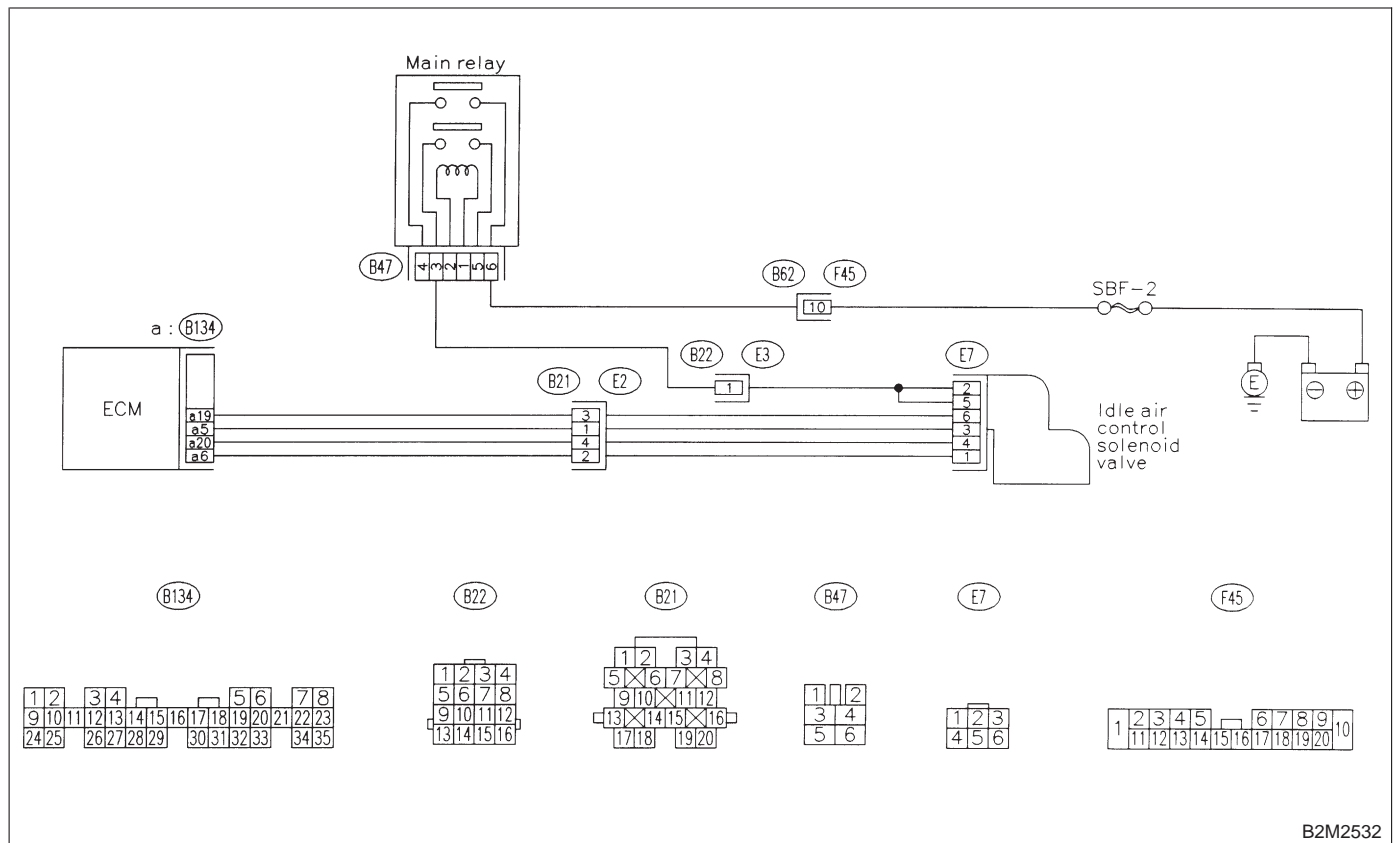 Main relay
B47
4 3 2 1 5 6
B62 F45
10
SBF-2
a : B134
B22 E3
1
E7
E
⊖ ⊕
B21 E2
ECM
a19
a5
a20
a6
3
1
4
2
2
5
6
3
4
1
Idle air
control
solenoid
valve
B134
B22
B21
B47
E7
F45
1 2 3 4 5 6 7 8
9 10 11 12 13 14 15 16 17 18 19 20 21 22 23
24 25 26 27 28 29 30 31 32 33 34 35
1 2 3 4
5 6 7 8
9 10 11 12
13 14 15 16
1 2 3 4
5 6 7 8
9 10 11 12
13 14 15 16
17 18 19 20
1 2
3 4
5 6
1 2 3
4 5 6
1 2 3 4 5 6 7 8 9 10
11 12 13 14 15 16 17 18 19 20
B2M2532